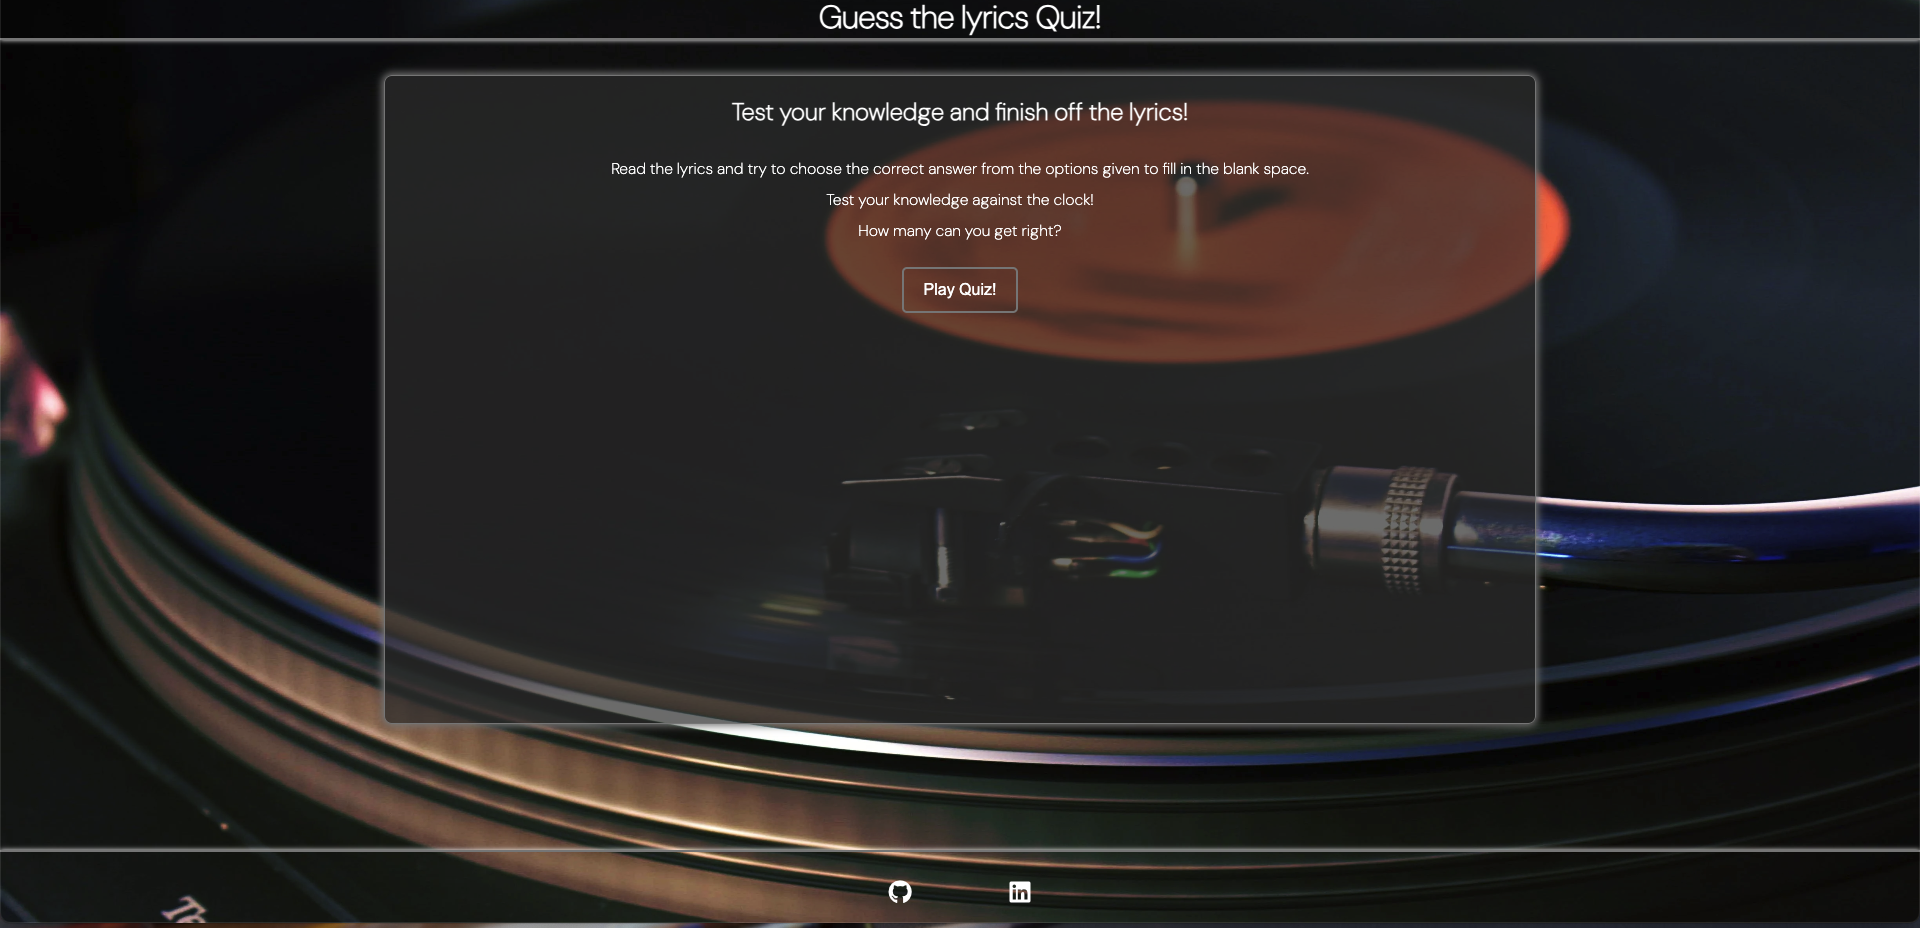 Guess the lyrics Quiz!
Test your knowledge and finish off the lyrics!
Read the lyrics and try to choose the correct answer from the options given to fill in the blank space.
Test your knowledge against the clock!
How many can you get right?
Play Quiz!
in